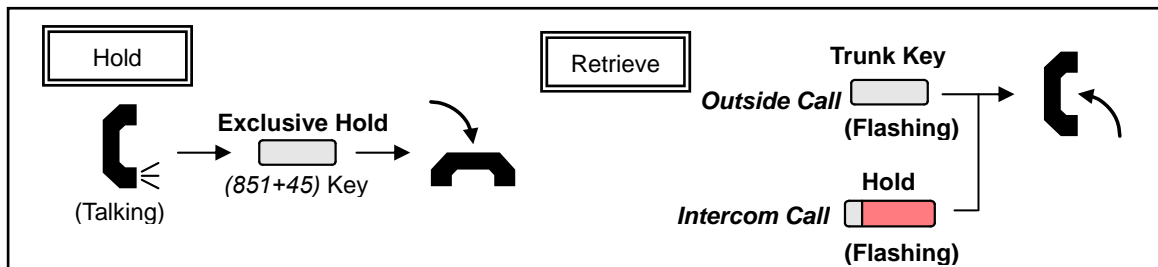 Hold
Exclusive Hold
(851+45) Key
(Talking)
Retrieve
Trunk Key
Outside Call
(Flashing)
Hold
Intercom Call
(Flashing)